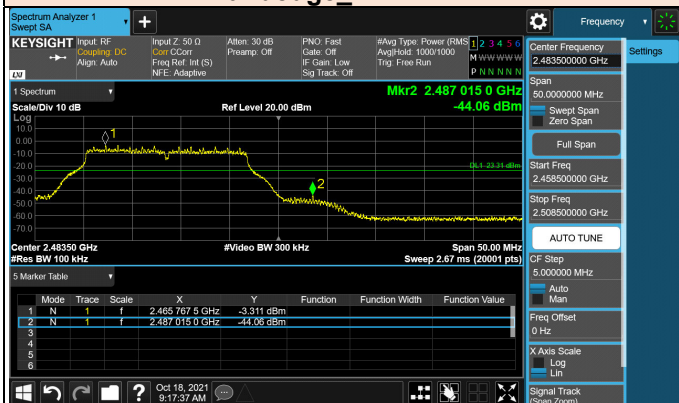 Spectrum Analyzer 1
Swept SA
Frequency
KEYSIGHT
Input: RF
Coupling: DC
Align: Auto
Input Z: 50 Ω
Corr CCorr
Freq Ref: Int (S)
NFE: Adaptive
Atten: 30 dB
Preamp: Off
PNO: Fast
Gate: Off
IF Gain: Low
Sig Track: Off
#Avg Type: Power (RMS
Avg|Hold: 1000/1000
Trig: Free Run
1 2 3 4 5 6
M W W W W W
P N N N N N
LXI
1 Spectrum
Scale/Div 10 dB
Ref Level 20.00 dBm
Mkr2 2.487 015 0 GHz
-44.06 dBm
Log
10.0
0.00
-10.0
-20.0
-30.0
-40.0
-50.0
-60.0
-70.0
1
2
DL1 -23.31 dBm
Center 2.48350 GHz
#Video BW 300 kHz
Span 50.00 MHz
#Res BW 100 kHz
Sweep 2.67 ms (20001 pts)
5 Marker Table
Mode Trace Scale X Y Function Function Width Function Value
1 N 1 f 2.465 767 5 GHz -3.311 dBm
2 N 1 f 2.487 015 0 GHz -44.06 dBm
3
4
5
6
Oct 18, 2021
9:17:37 AM
Center Frequency
2.483500000 GHz
Settings
Span
50.0000000 MHz
Swept Span
Zero Span
Full Span
Start Freq
2.458500000 GHz
Stop Freq
2.508500000 GHz
AUTO TUNE
CF Step
5.000000 MHz
Auto
Man
Freq Offset
0 Hz
X Axis Scale
Log
Lin
Signal Track
(Span Zoom)